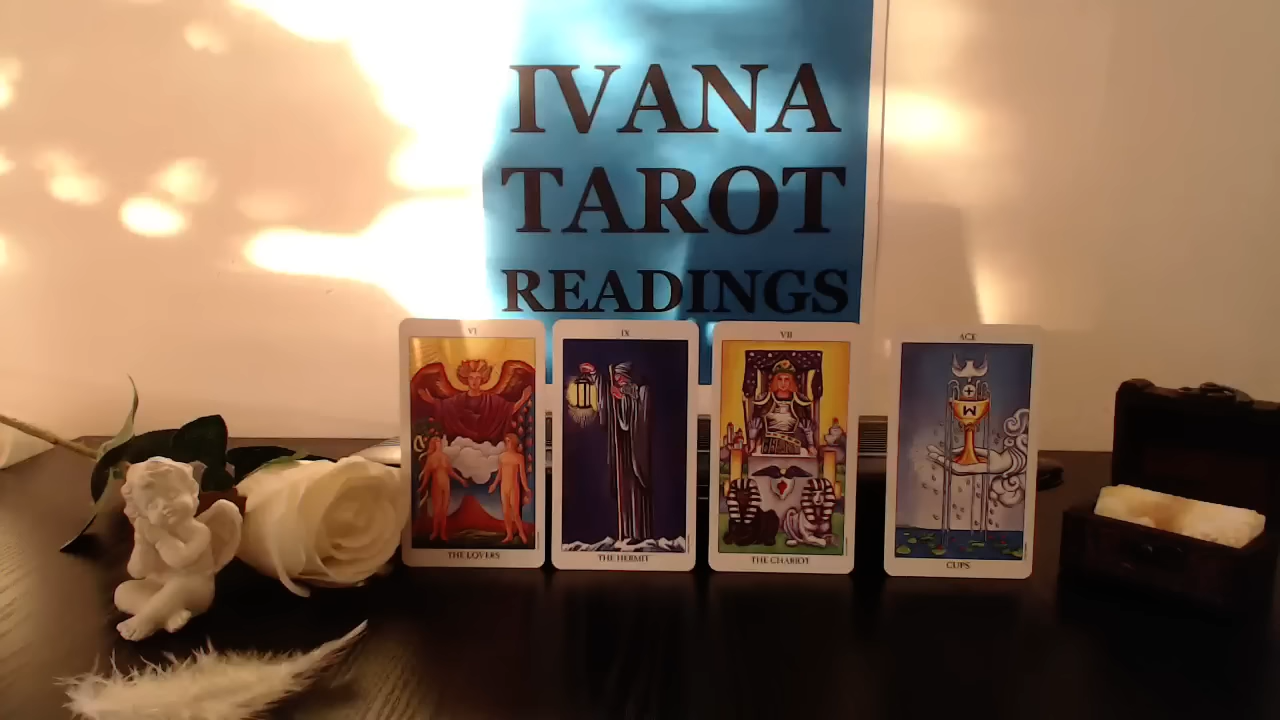 IVANA
TAROT
READINGS
VI
THE LOVERS
IX
THE HERMIT
VII
THE CHARIOT
ACE
CUPS